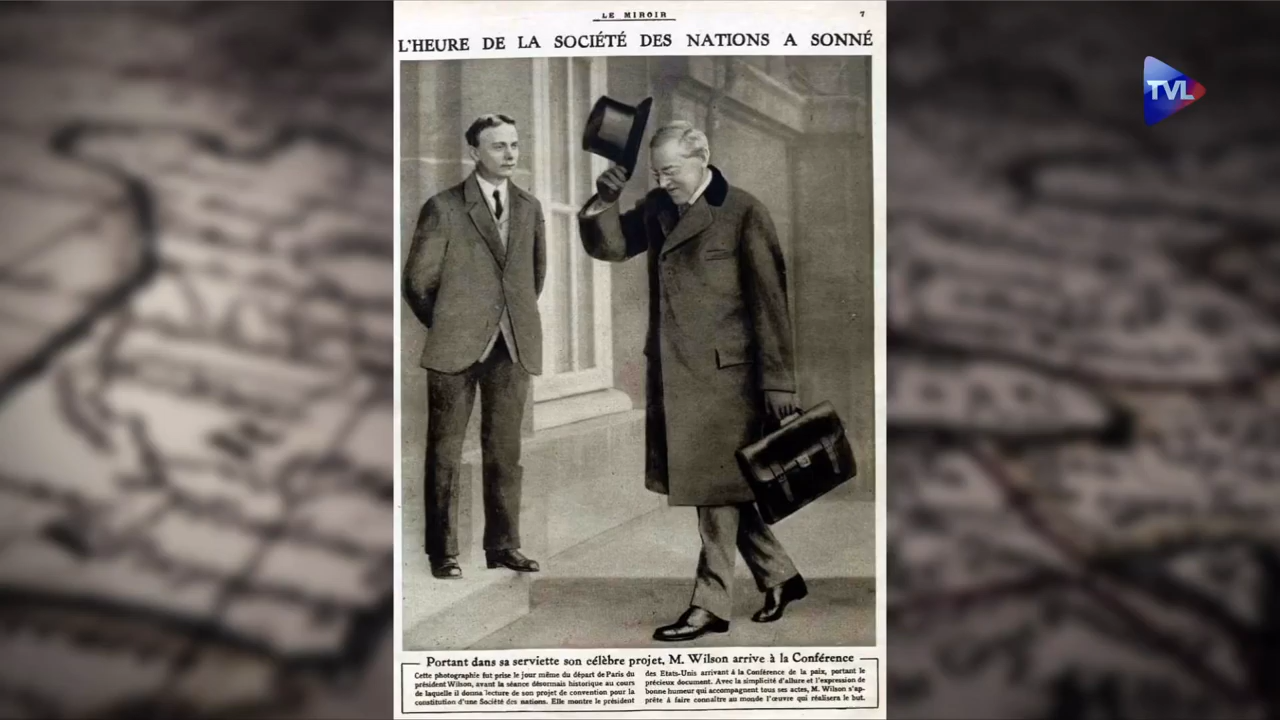 LE MIROIR
7
L'HEURE DE LA SOCIÉTÉ DES NATIONS A SONNÉ
TVL
Portant dans sa serviette son célèbre projet, M. Wilson arrive à la Conférence
Cette photographie fut prise le jour même du départ de Paris du
président Wilson, avant la séance désormais historique au cours
de laquelle il donna lecture de son projet de convention pour la
constitution d'une Société des nations. Elle montre le président
des Etats-Unis arrivant à la Conférence de la paix, portant le
précieux document. Avec la simplicité d'allure et l'expression de
bonne humeur qui accompagnent tous ses actes, M. Wilson s'ap-
prête à faire connaître au monde l'œuvre qui réalisera le but.